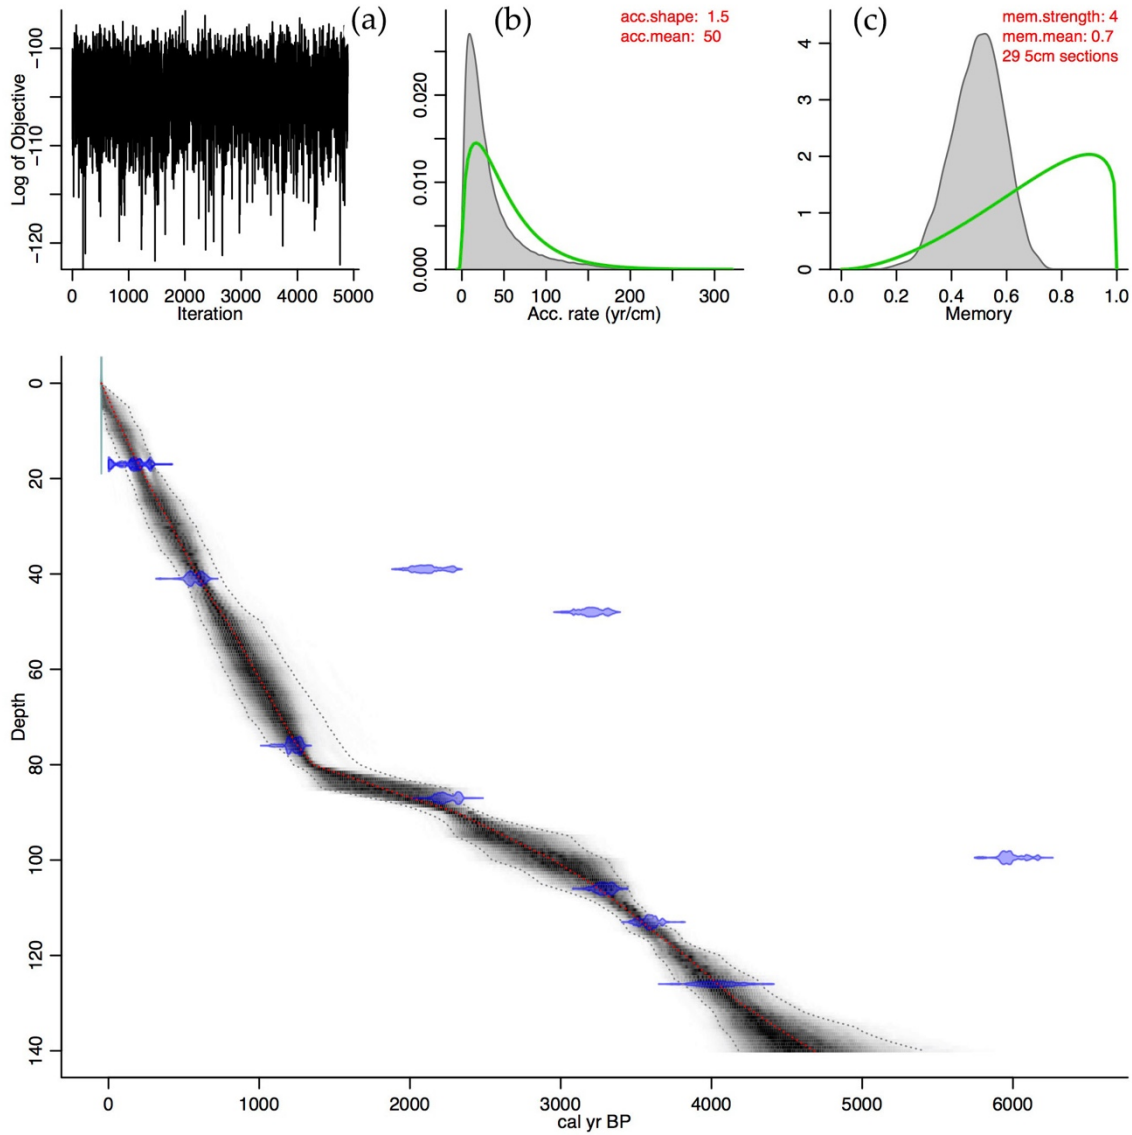 (a)
Log of Objective
−100
−110
−120
0 1000 2000 3000 4000 5000
Iteration
(b)
acc.shape: 1.5
acc.mean: 50
0.020
0.010
0.000
0 50 100 150 200 250 300
Acc. rate (yr/cm)
(c)
mem.strength: 4
mem.mean: 0.7
29 5cm sections
4
3
2
1
0
0.0 0.2 0.4 0.6 0.8 1.0
Memory
Depth
0
20
40
60
80
100
120
140
0 1000 2000 3000 4000 5000 6000
cal yr BP